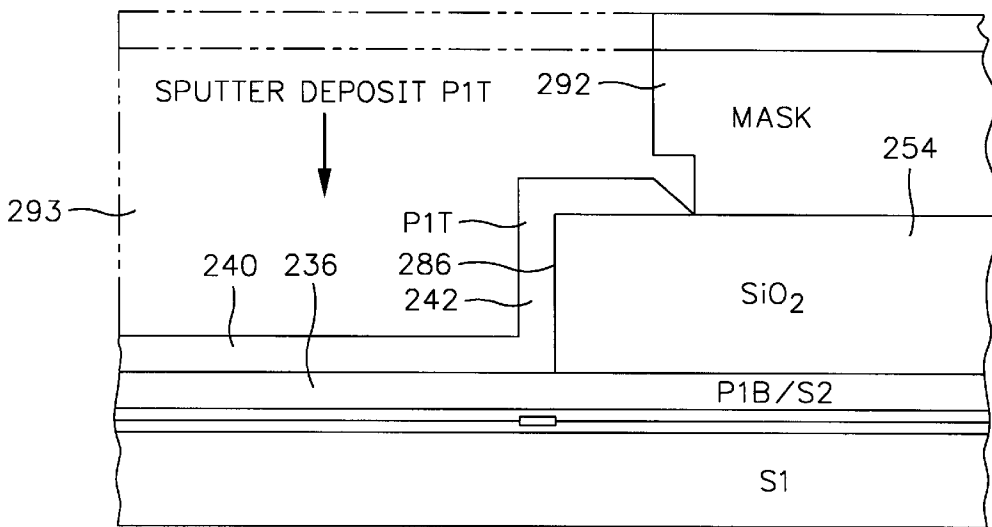 292
SPUTTER DEPOSIT P1T
MASK
254
293
P1T
240
236
286
242
SiO2
P1B/S2
S1